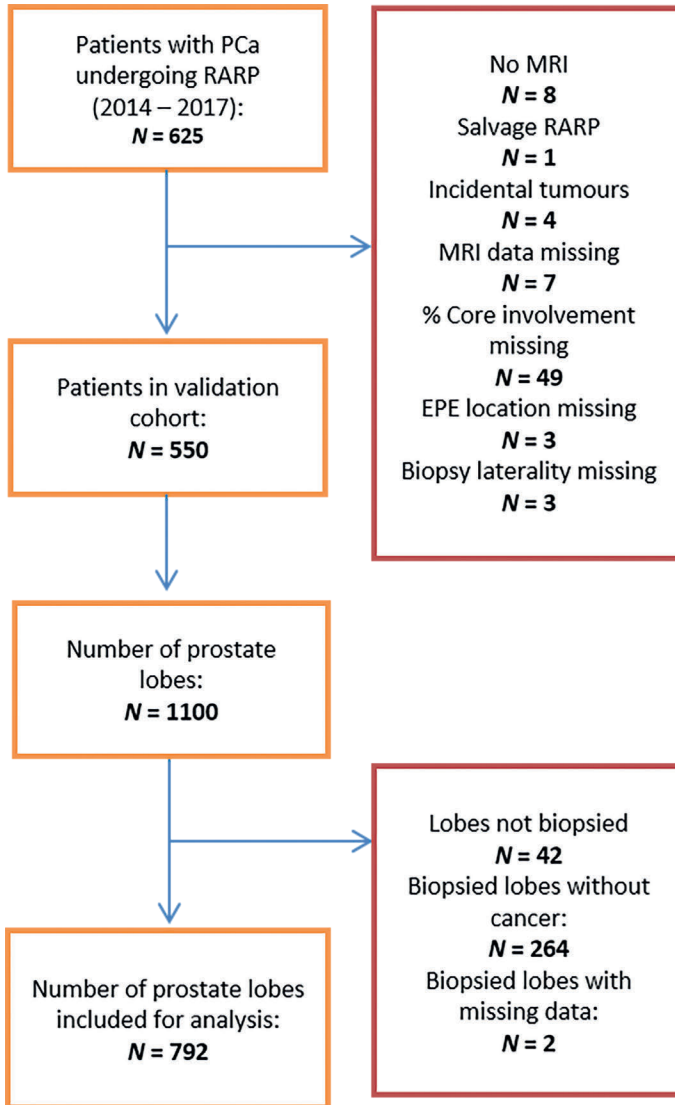 Patients with PCa
undergoing RARP
(2014 – 2017):
N = 625
No MRI
N = 8
Salvage RARP
N = 1
Incidental tumours
N = 4
MRI data missing
N = 7
% Core involvement
missing
N = 49
EPE location missing
N = 3
Biopsy laterality missing
N = 3
Patients in validation
cohort:
N = 550
Number of prostate
lobes:
N = 1100
Lobes not biopsied
N = 42
Biopsied lobes without
cancer:
N = 264
Biopsied lobes with
missing data:
N = 2
Number of prostate lobes
included for analysis:
N = 792